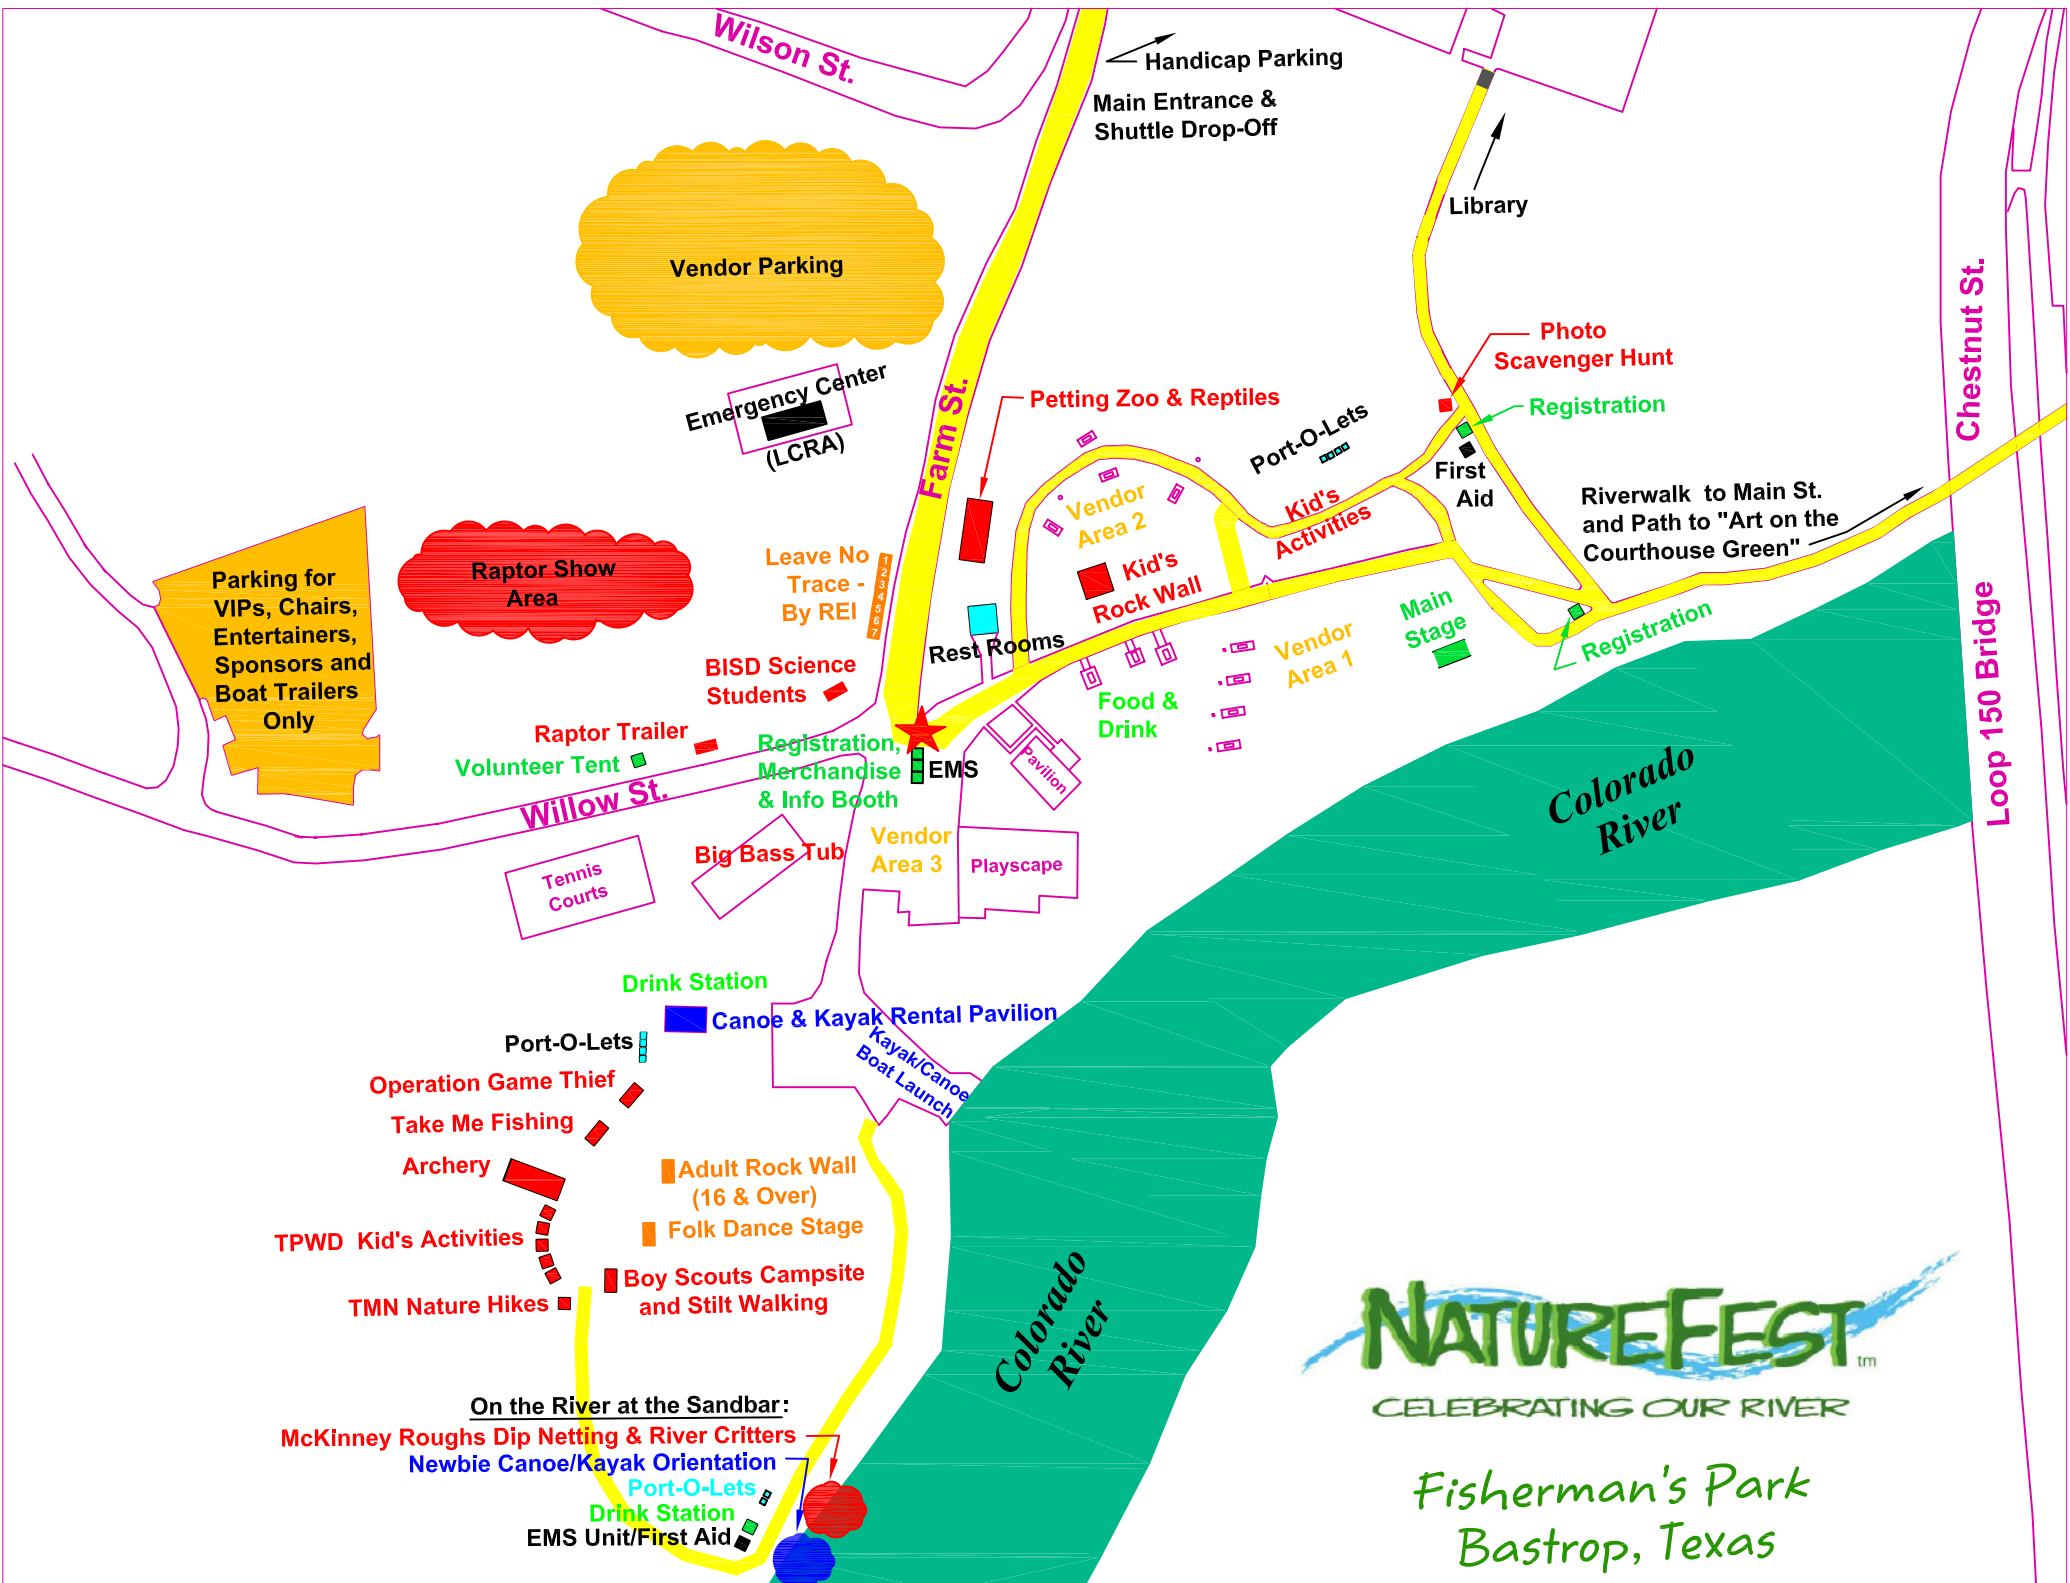 Wilson St.
Handicap Parking
Main Entrance &
Shuttle Drop-Off
Library
Vendor Parking
Emergency Center
(LCRA)
Farm St.
Petting Zoo & Reptiles
Photo
Scavenger Hunt
Registration
Port-O-Lets
First
Aid
Chestnut St.
Riverwalk  to Main St.
and Path to "Art on the
Courthouse Green"
Vendor
Area 2
Kid's
Activities
Kid's
Rock Wall
Parking for
VIPs, Chairs,
Entertainers,
Sponsors and
Boat Trailers
Only
Raptor Show
Area
Leave No
Trace -
By REI
1
2
3
4
5
6
7
Rest Rooms
BISD Science
Students
Main
Stage
Registration
Vendor
Area 1
Food &
Drink
Loop 150 Bridge
Raptor Trailer
Volunteer Tent
Willow St.
Registration,
Merchandise
& Info Booth
EMS
Pavilion
Colorado
River
Tennis
Courts
Big Bass Tub
Vendor
Area 3
Playscape
Drink Station
Canoe & Kayak Rental Pavilion
Port-O-Lets
Kayak/Canoe
Boat Launch
Operation Game Thief
Take Me Fishing
Archery
Adult Rock Wall
(16 & Over)
Folk Dance Stage
TPWD  Kid's Activities
Boy Scouts Campsite
and Stilt Walking
TMN Nature Hikes
Colorado
River
On the River at the Sandbar:
McKinney Roughs Dip Netting & River Critters
Newbie Canoe/Kayak Orientation
Port-O-Lets
Drink Station
EMS Unit/First Aid
NATUREFEST tm
CELEBRATING OUR RIVER
Fisherman's Park
Bastrop, Texas